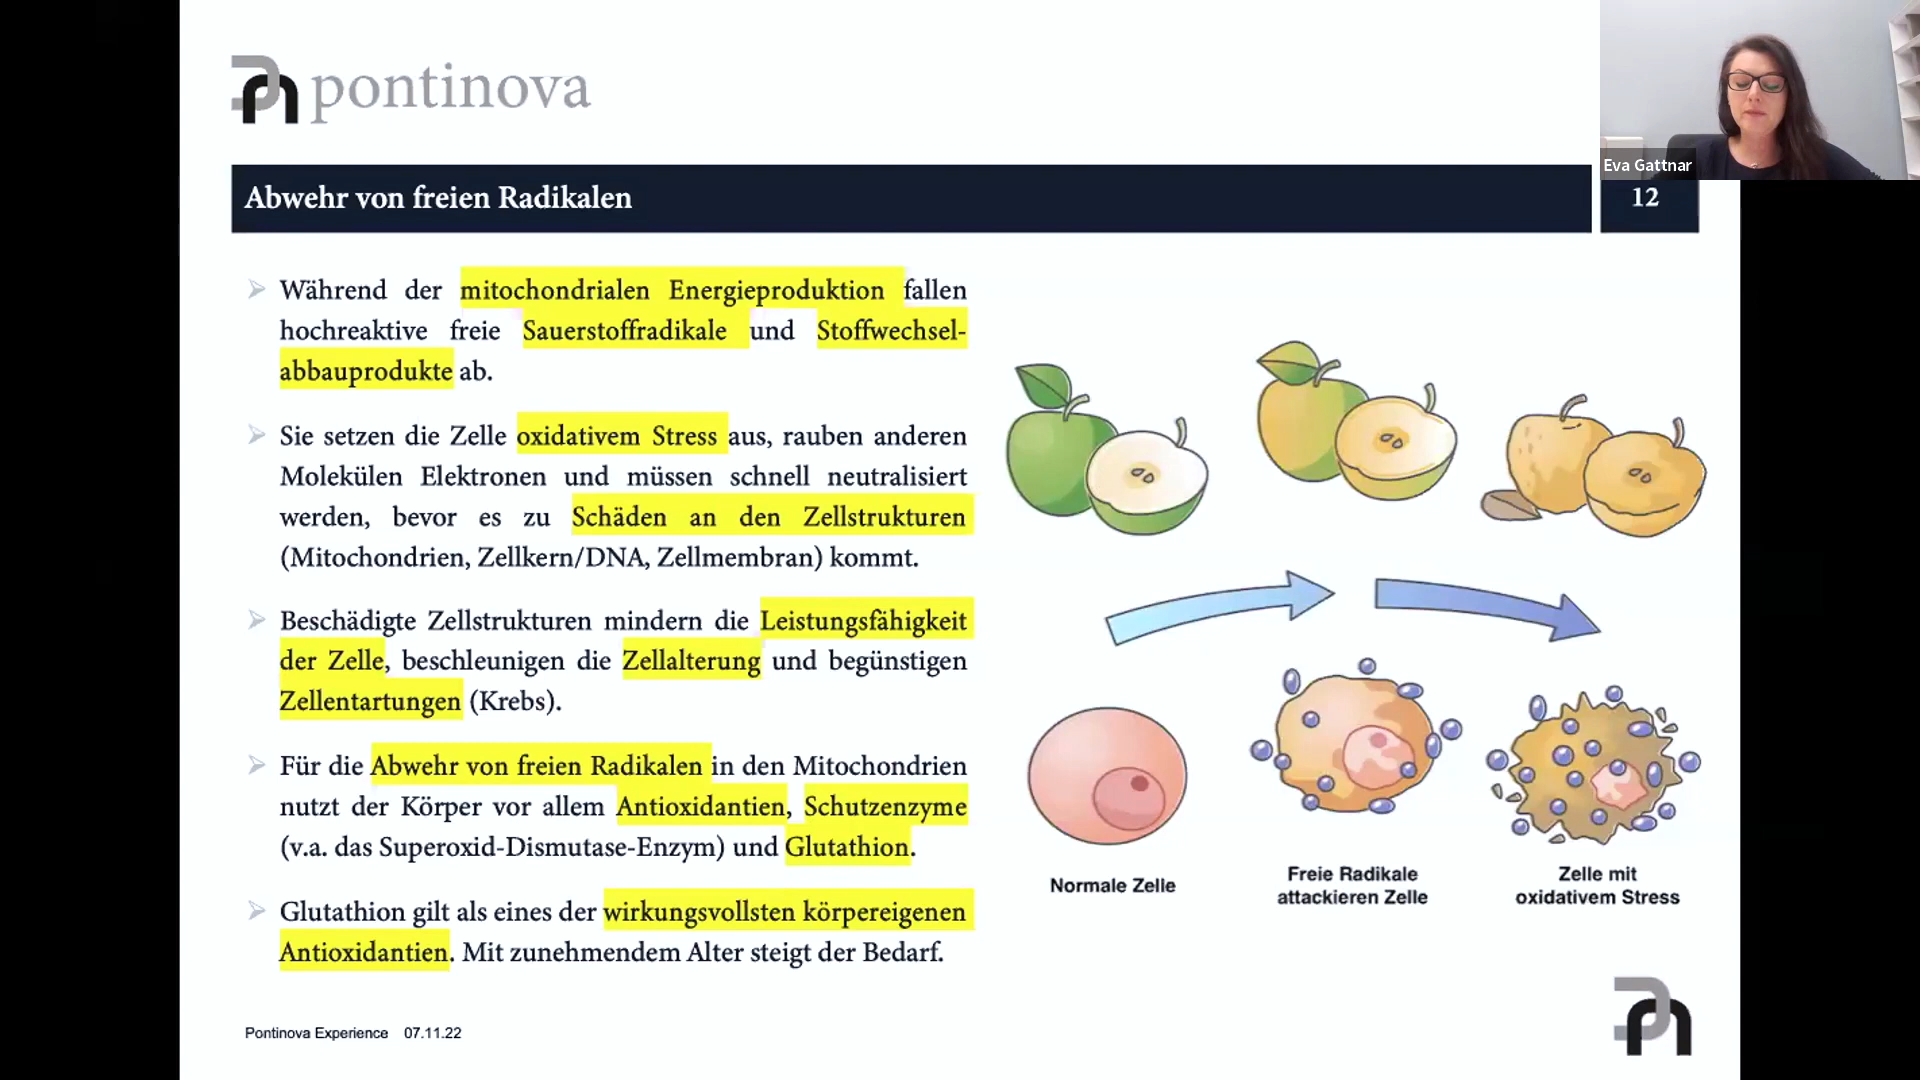 pontinova
Eva Gattnar
Abwehr von freien Radikalen
12
Während der mitochondrialen Energieproduktion fallen
hochreaktive freie Sauerstoffradikale und Stoffwechsel-
abbauprodukte ab.
Sie setzen die Zelle oxidativem Stress aus, rauben anderen
Molekülen Elektronen und müssen schnell neutralisiert
werden, bevor es zu Schäden an den Zellstrukturen
(Mitochondrien, Zellkern/DNA, Zellmembran) kommt.
Beschädigte Zellstrukturen mindern die Leistungsfähigkeit
der Zelle, beschleunigen die Zellalterung und begünstigen
Zellentartungen (Krebs).
Für die Abwehr von freien Radikalen in den Mitochondrien
nutzt der Körper vor allem Antioxidantien, Schutzenzyme
(v.a. das Superoxid-Dismutase-Enzym) und Glutathion.
Glutathion gilt als eines der wirkungsvollsten körpereigenen
Antioxidantien. Mit zunehmendem Alter steigt der Bedarf.
Normale Zelle
Freie Radikale
attackieren Zelle
Zelle mit
oxidativem Stress
Pontinova Experience 07.11.22